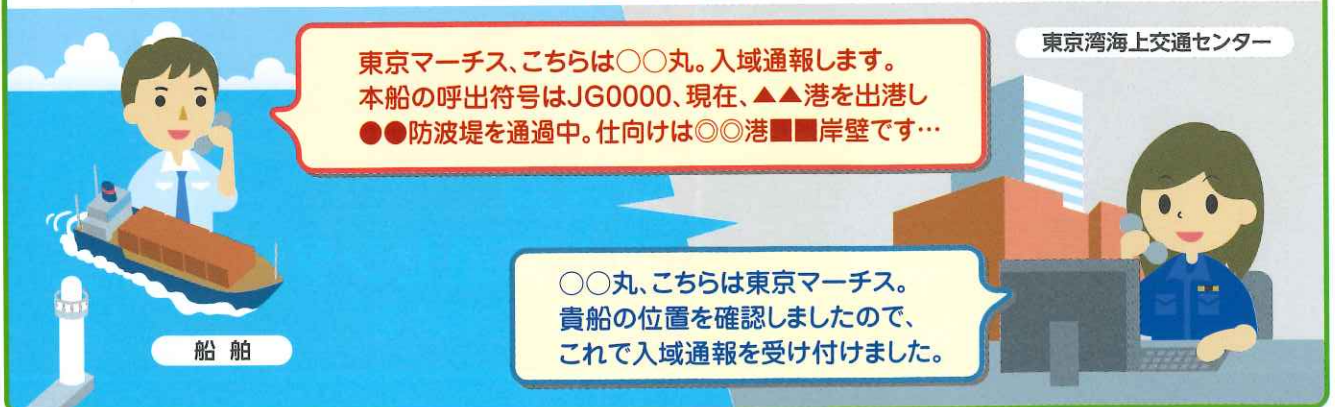 東京マーチス、こちらは○○丸。入域通報します。
本船の呼出符号はJG0000、現在、▲▲港を出港し
●●防波堤を通過中。仕向けは◎◎港■■岸壁です…
東京湾海上交通センター
○○丸、こちらは東京マーチス。
貴船の位置を確認しましたので、
これで入域通報を受け付けました。
船舶